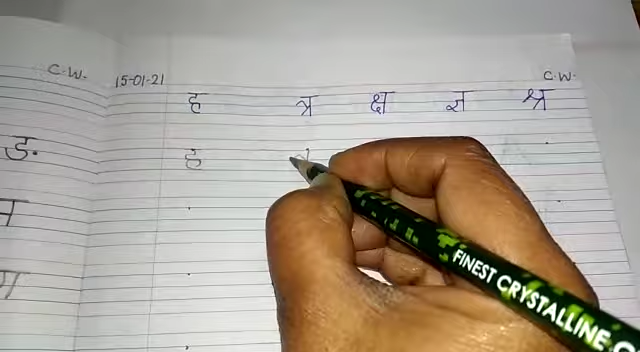 C.W.
15-01-21
C.W.
ह त्र क्ष ज्ञ श्र
ङ.
ह
FINEST CRYSTALLINE